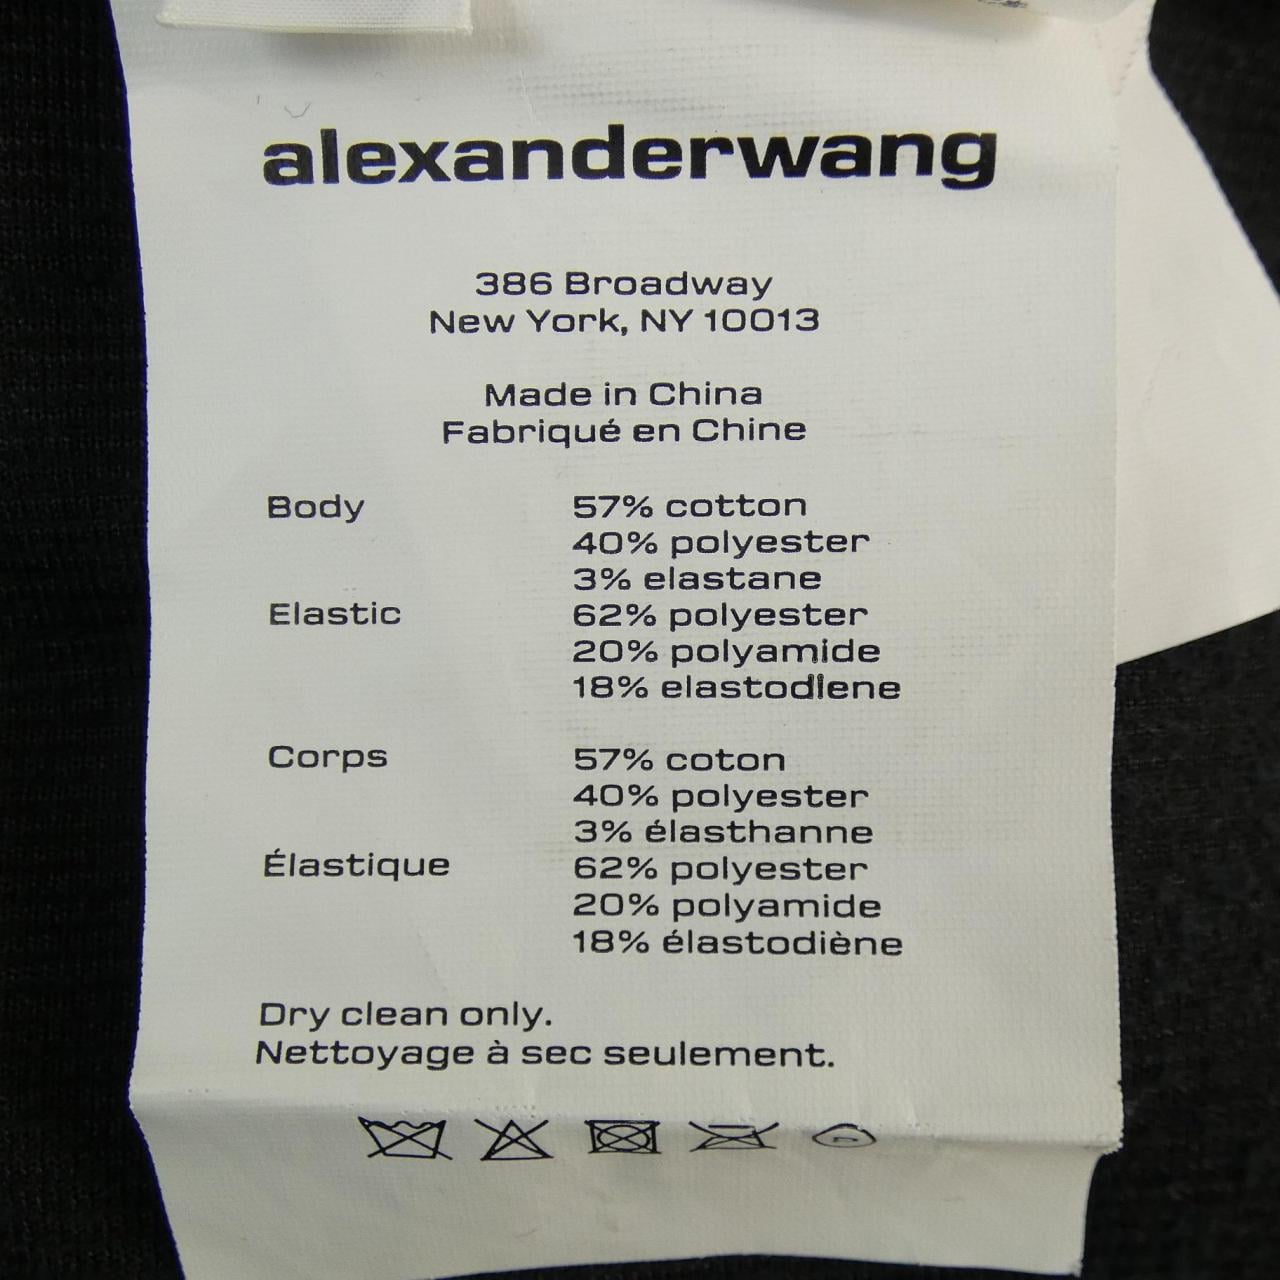 alexanderwang
386 Broadway
New York, NY 10013
Made in China
Fabriqué en Chine
Body 57% cotton
40% polyester
3% elastane
Elastic 62% polyester
20% polyamide
18% elastodiene
Corps 57% coton
40% polyester
3% élasthanne
Élastique 62% polyester
20% polyamide
18% élastodiène
Dry clean only.
Nettoyage à sec seulement.